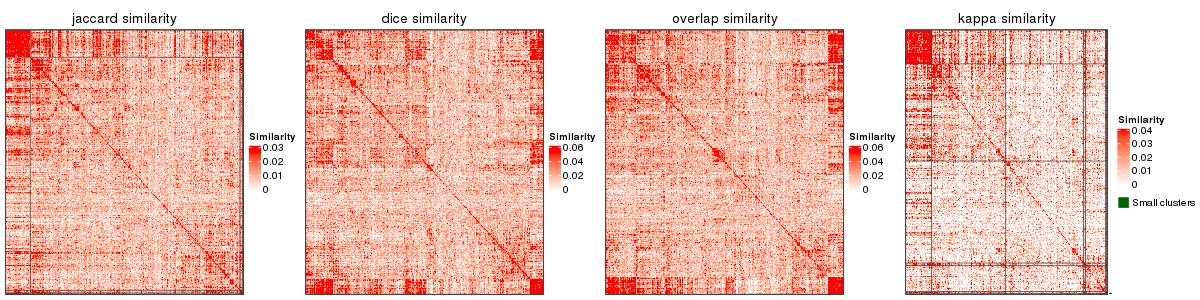 jaccard similarity
Similarity
0.03
0.02
0.01
0
dice similarity
Similarity
0.06
0.04
0.02
0
overlap similarity
Similarity
0.06
0.04
0.02
0
kappa similarity
Similarity
0.04
0.03
0.02
0.01
0
Small clusters